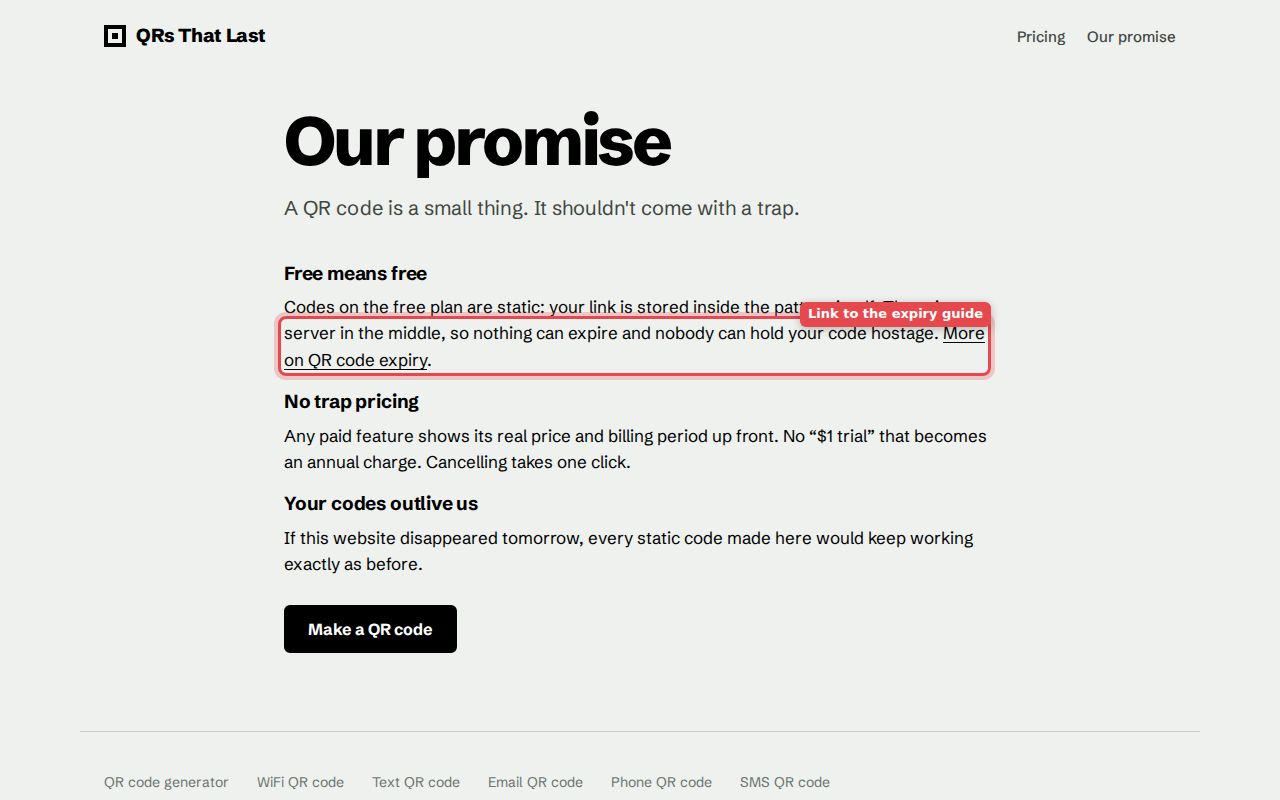 QRs That Last
Pricing
Our promise
Our promise
A QR code is a small thing. It shouldn't come with a trap.
Free means free
Codes on the free plan are static: your link is stored inside the
Link to the expiry guide
server in the middle, so nothing can expire and nobody can hold your code hostage. More
on QR code expiry.
No trap pricing
Any paid feature shows its real price and billing period up front. No “$1 trial” that becomes
an annual charge. Cancelling takes one click.
Your codes outlive us
If this website disappeared tomorrow, every static code made here would keep working
exactly as before.
Make a QR code
QR code generator
WiFi QR code
Text QR code
Email QR code
Phone QR code
SMS QR code